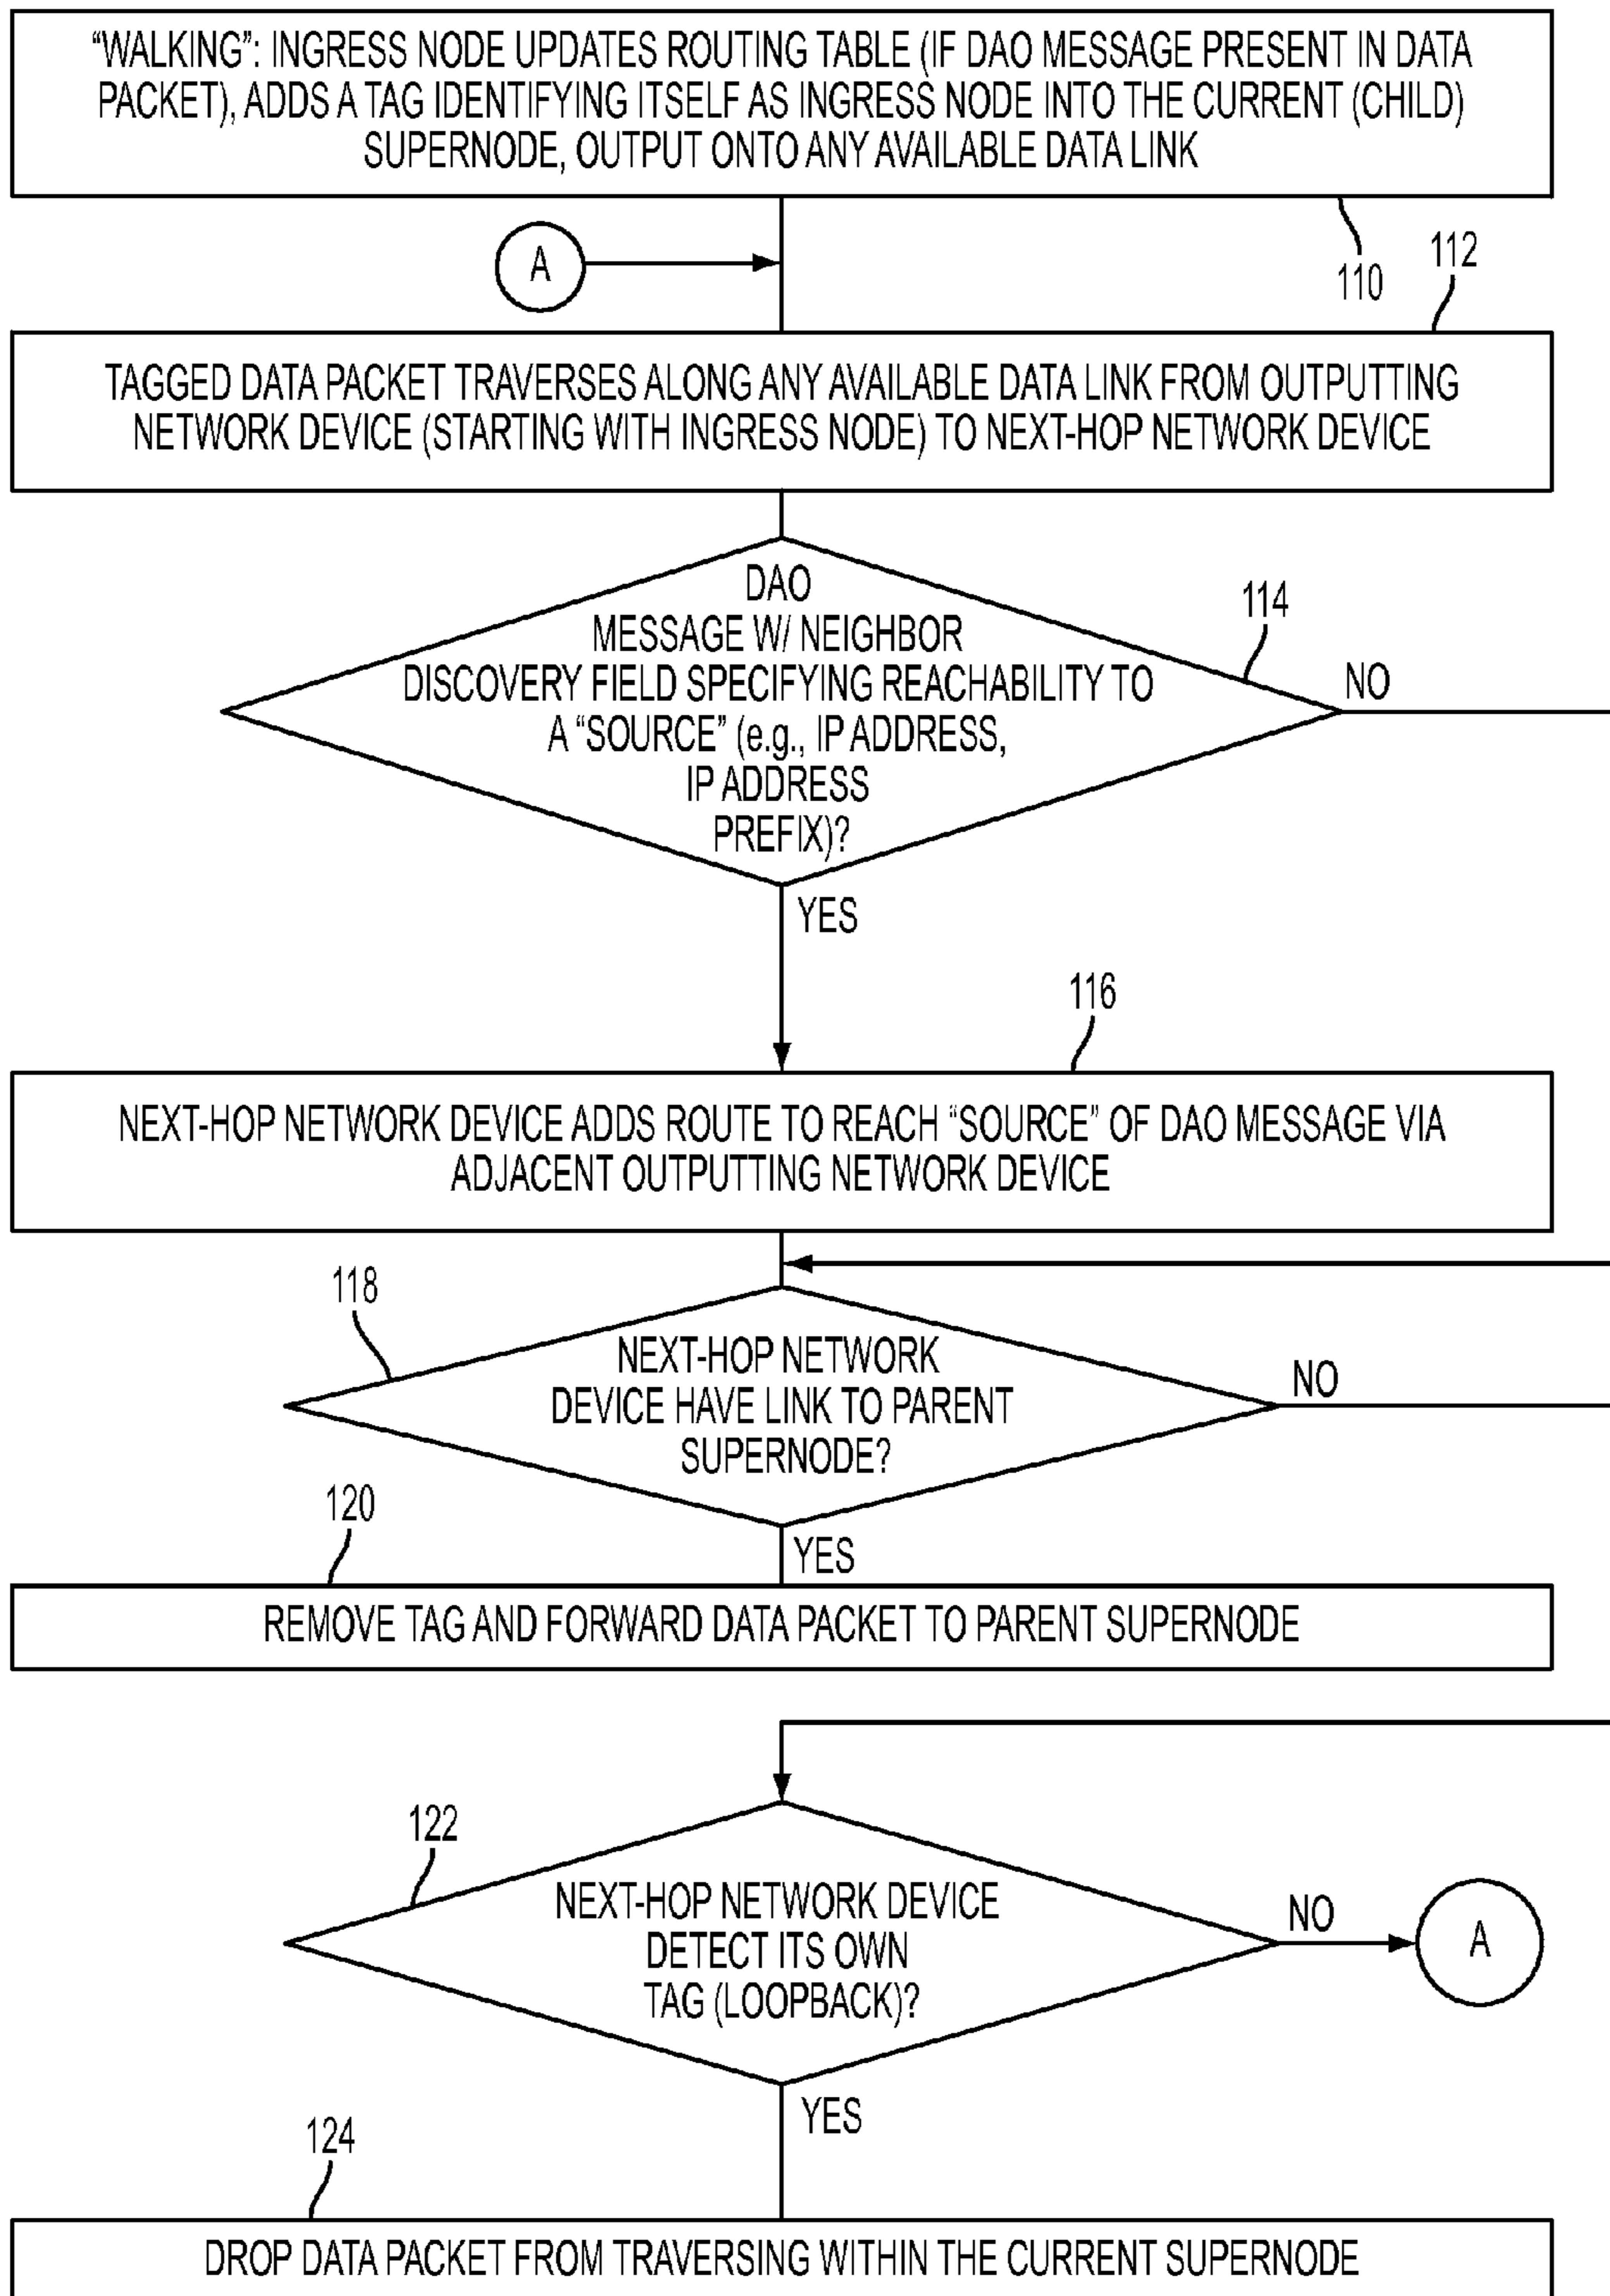 “WALKING”: INGRESS NODE UPDATES ROUTING TABLE (IF DAO MESSAGE PRESENT IN DATA
PACKET), ADDS A TAG IDENTIFYING ITSELF AS INGRESS NODE INTO THE CURRENT (CHILD)
SUPERNODE, OUTPUT ONTO ANY AVAILABLE DATA LINK
110
A
112
TAGGED DATA PACKET TRAVERSES ALONG ANY AVAILABLE DATA LINK FROM OUTPUTTING
NETWORK DEVICE (STARTING WITH INGRESS NODE) TO NEXT-HOP NETWORK DEVICE
DAO
MESSAGE W/ NEIGHBOR
DISCOVERY FIELD SPECIFYING REACHABILITY TO
A “SOURCE” (e.g., IP ADDRESS,
IP ADDRESS
PREFIX)?
114
NO
YES
116
NEXT-HOP NETWORK DEVICE ADDS ROUTE TO REACH “SOURCE” OF DAO MESSAGE VIA
ADJACENT OUTPUTTING NETWORK DEVICE
118
NEXT-HOP NETWORK
DEVICE HAVE LINK TO PARENT
SUPERNODE?
NO
YES
120
REMOVE TAG AND FORWARD DATA PACKET TO PARENT SUPERNODE
122
NEXT-HOP NETWORK DEVICE
DETECT ITS OWN
TAG (LOOPBACK)?
NO
A
YES
124
DROP DATA PACKET FROM TRAVERSING WITHIN THE CURRENT SUPERNODE